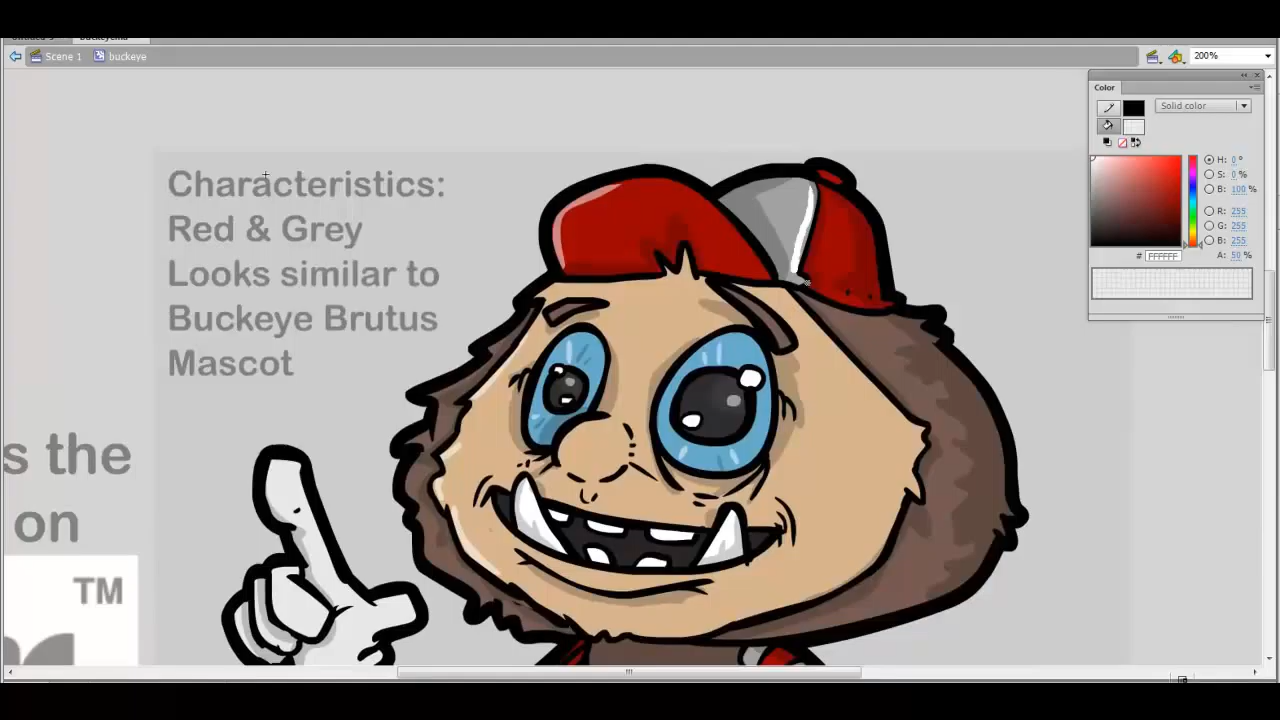 Scene 1
buckeye
200%
Color
Solid color
Characteristics:
Red & Grey
Looks similar to
Buckeye Brutus
Mascot
s the
on
TM
H: 0 °
S: 0 %
B: 100 %
R: 255
G: 255
B: 255
A: 50 %
# FFFFFF